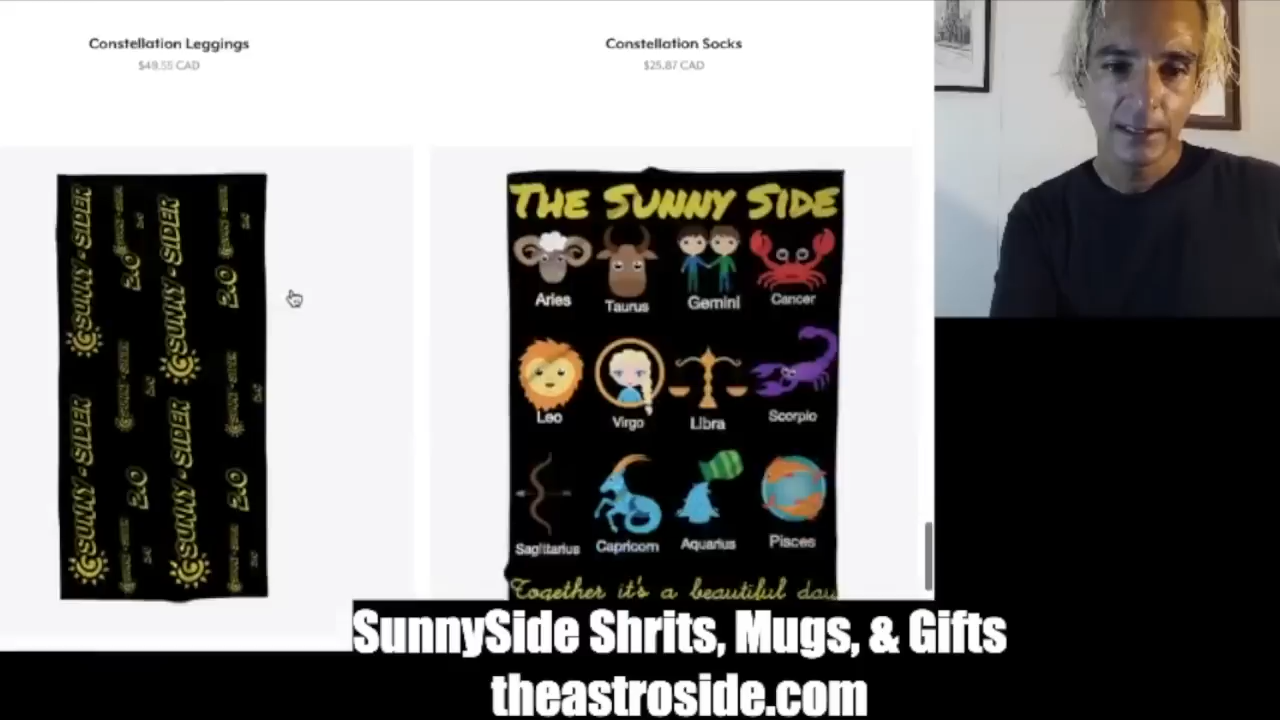 Constellation Leggings
$49.55 CAD
Constellation Socks
$25.87 CAD
SUNNY-SIDER
2.0
SUNNY-SIDER
2.0
SUNNY-SIDER
2.0
SUNNY-SIDER
2.0
THE SUNNY SIDE
Aries Taurus Gemini Cancer
Leo Virgo Libra Scorpio
Sagittarius Capricorn Aquarius Pisces
Together it's a beautiful day
SunnySide Shrits, Mugs, & Gifts
theastroside.com